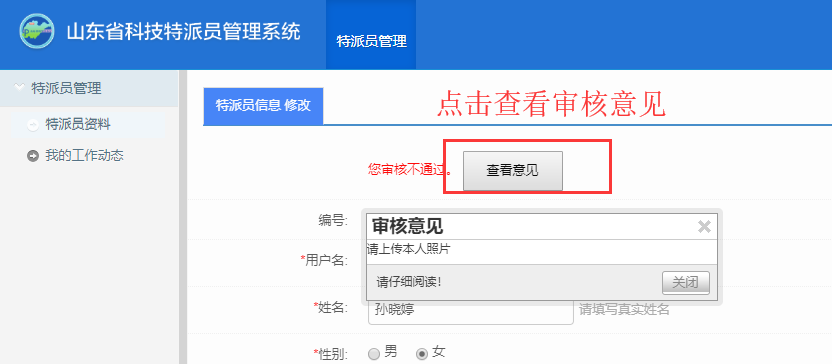 山东省科技特派员管理系统
特派员管理
特派员管理
特派员资料
我的工作动态
特派员信息 修改
点击查看审核意见
您审核不通过。
查看意见
编号:
审核意见
请上传本人照片
*用户名:
请仔细阅读!
关闭
*姓名:
孙晓婷
请填写真实姓名
*性别:
男
女